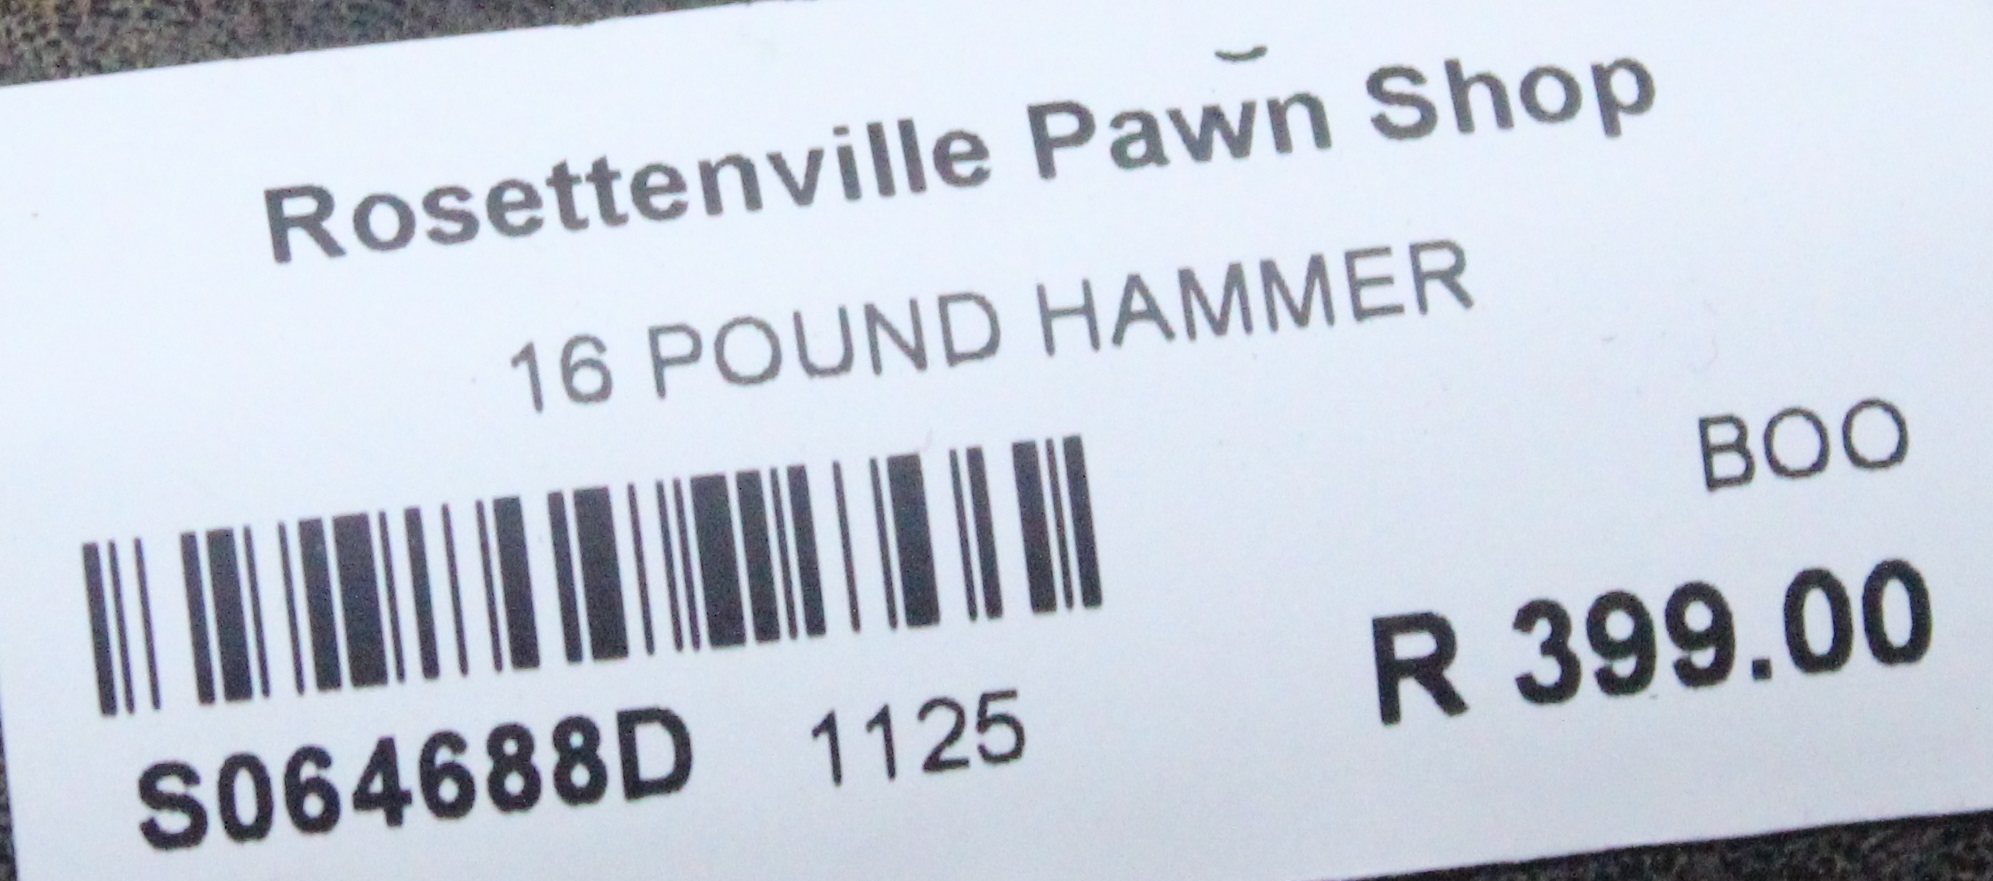 Rosettenville Pawn Shop
16 POUND HAMMER
BOO
S064688D 1125
R 399.00